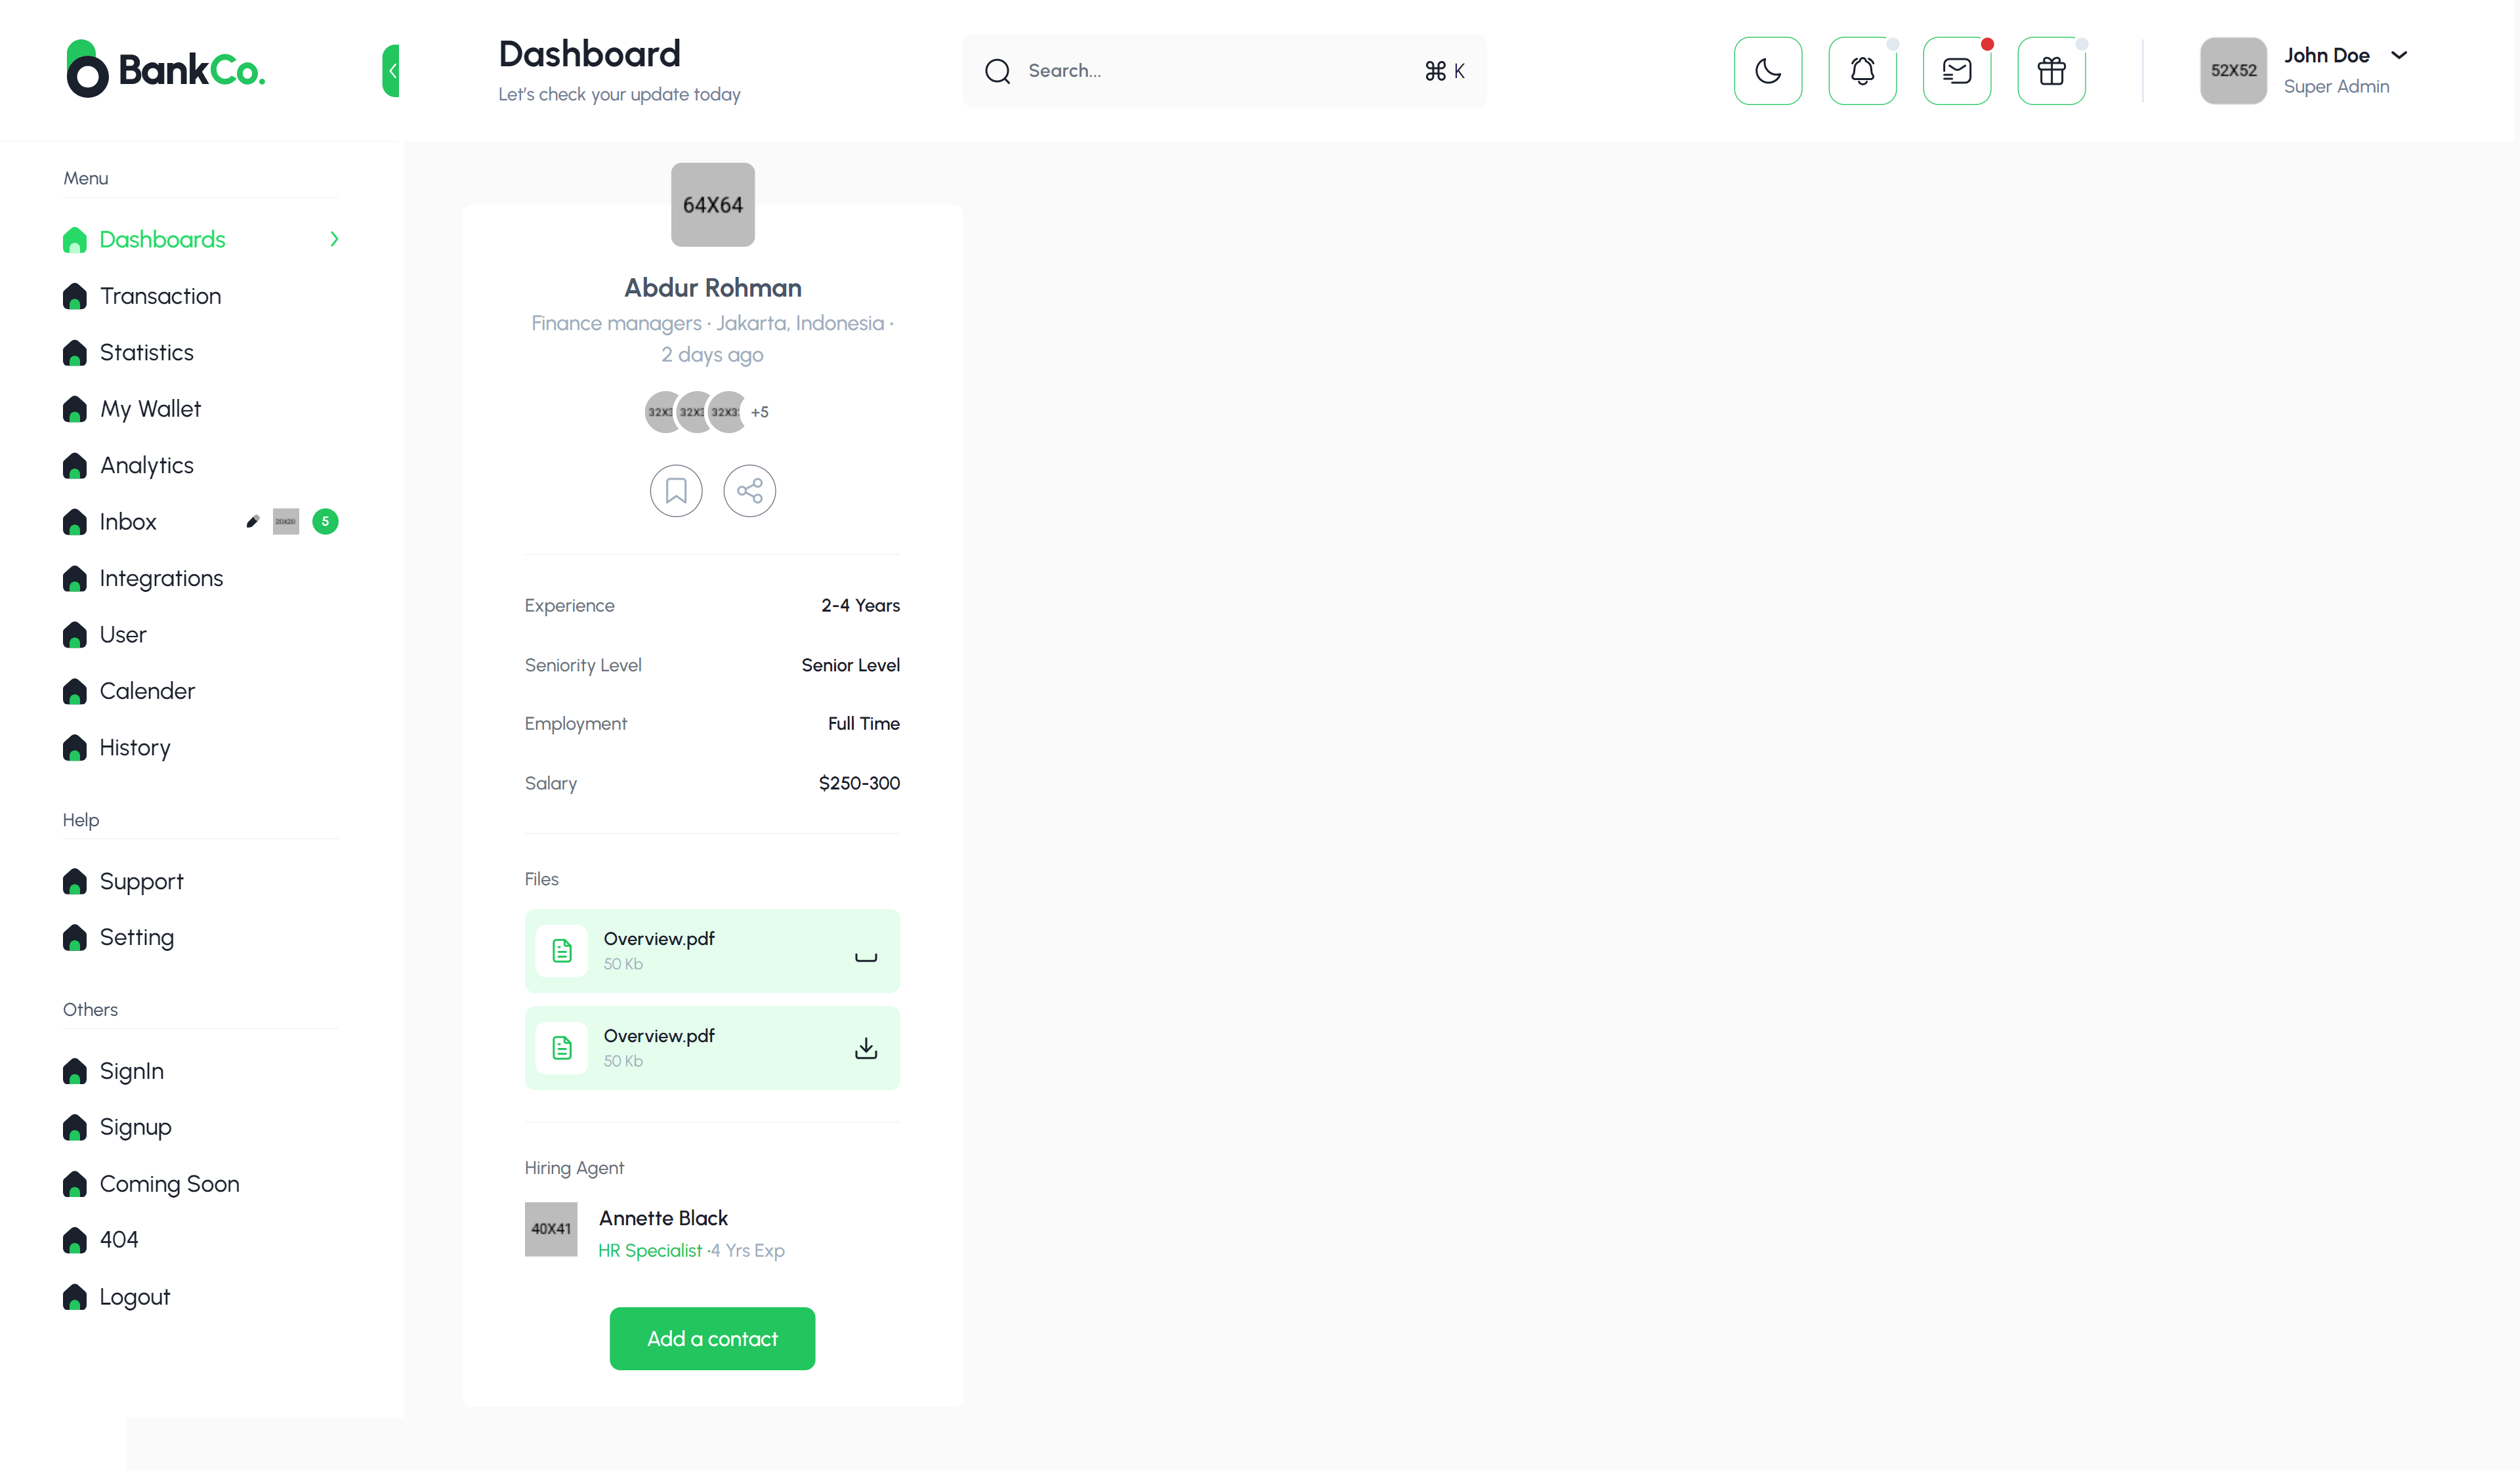 BankCo.
Dashboard
Let's check your update today
Search...
⌘ K
52X52
John Doe
Super Admin
Menu
Dashboards
Transaction
Statistics
My Wallet
Analytics
Inbox
20X20
5
Integrations
User
Calender
History
Help
Support
Setting
Others
SignIn
Signup
Coming Soon
404
Logout
64X64
Abdur Rohman
Finance managers · Jakarta, Indonesia ·
2 days ago
32X3 32X3 32X3 +5
Experience 2-4 Years
Seniority Level Senior Level
Employment Full Time
Salary $250-300
Files
Overview.pdf
50 Kb
Overview.pdf
50 Kb
Hiring Agent
40X41
Annette Black
HR Specialist ·4 Yrs Exp
Add a contact